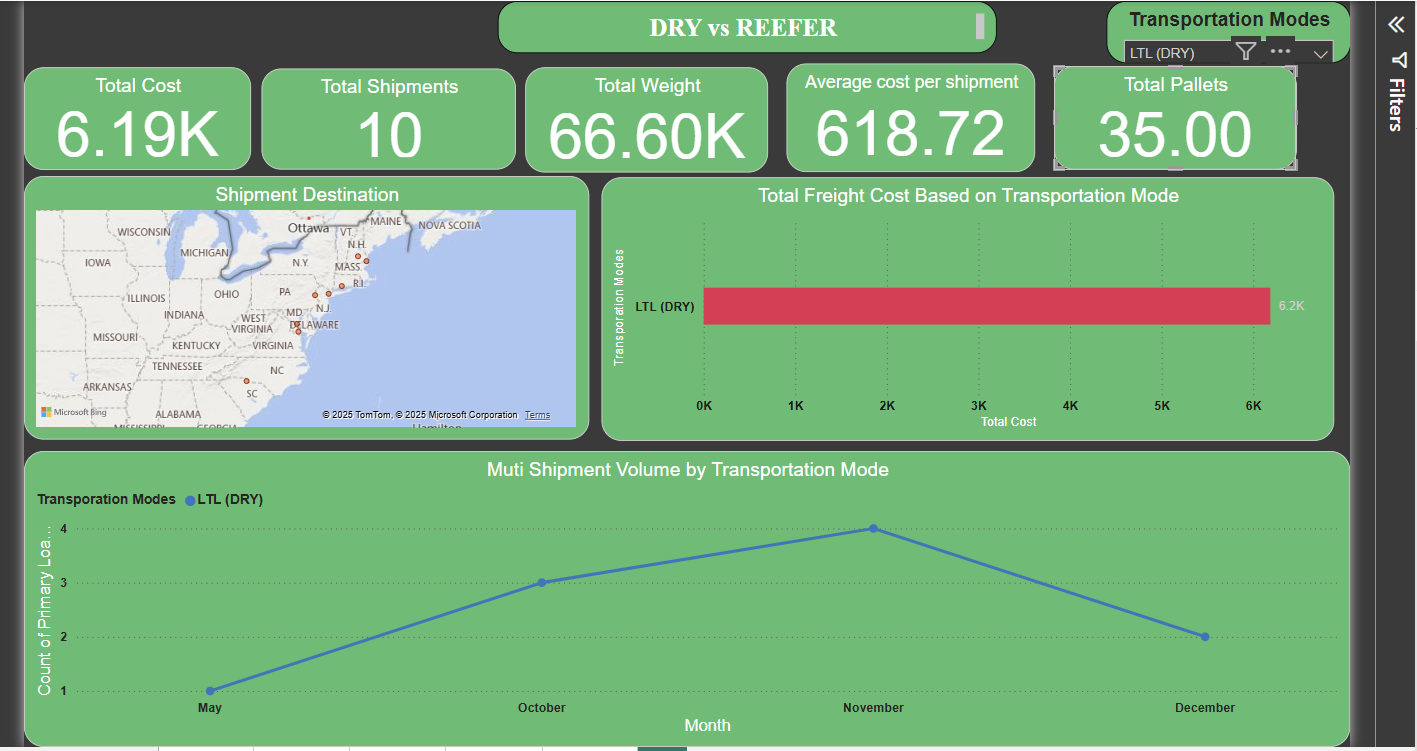 DRY vs REEFER
Transportation Modes
LTL (DRY)
Filters
Total Cost
6.19K
Total Shipments
10
Total Weight
66.60K
Average cost per shipment
618.72
Total Pallets
35.00
Shipment Destination
WISCONSIN
MICHIGAN
IOWA
ILLINOIS
INDIANA
OHIO
MISSOURI
KENTUCKY
WEST
VIRGINIA
VIRGINIA
TENNESSEE
ARKANSAS
ALABAMA
MISSISSIPPI
GEORGIA
NC
SC
PA
MD
DELAWARE
N.J.
N.Y.
Ottawa
VT.
N.H.
MASS.
R.I.
MAINE
NOVA SCOTIA
Hamilton
Microsoft Bing
© 2025 TomTom, © 2025 Microsoft Corporation Terms
Total Freight Cost Based on Transportation Mode
Transporation Modes
LTL (DRY)
6.2K
0K 1K 2K 3K 4K 5K 6K
Total Cost
Muti Shipment Volume by Transportation Mode
Transporation Modes LTL (DRY)
Count of Primary Loa...
4
3
2
1
May October November December
Month